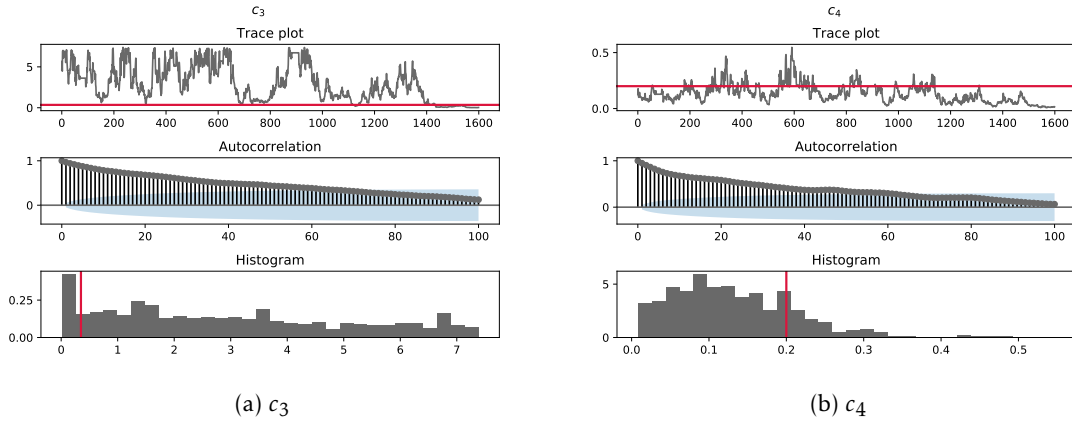 c3
Trace plot
5
0
0 200 400 600 800 1000 1200 1400 1600
Autocorrelation
1
0
0 20 40 60 80 100
Histogram
0.25
0.00
0 1 2 3 4 5 6 7
(a) c3
c4
Trace plot
0.5
0.0
0 200 400 600 800 1000 1200 1400 1600
Autocorrelation
1
0
0 20 40 60 80 100
Histogram
5
0
0.0 0.1 0.2 0.3 0.4 0.5
(b) c4